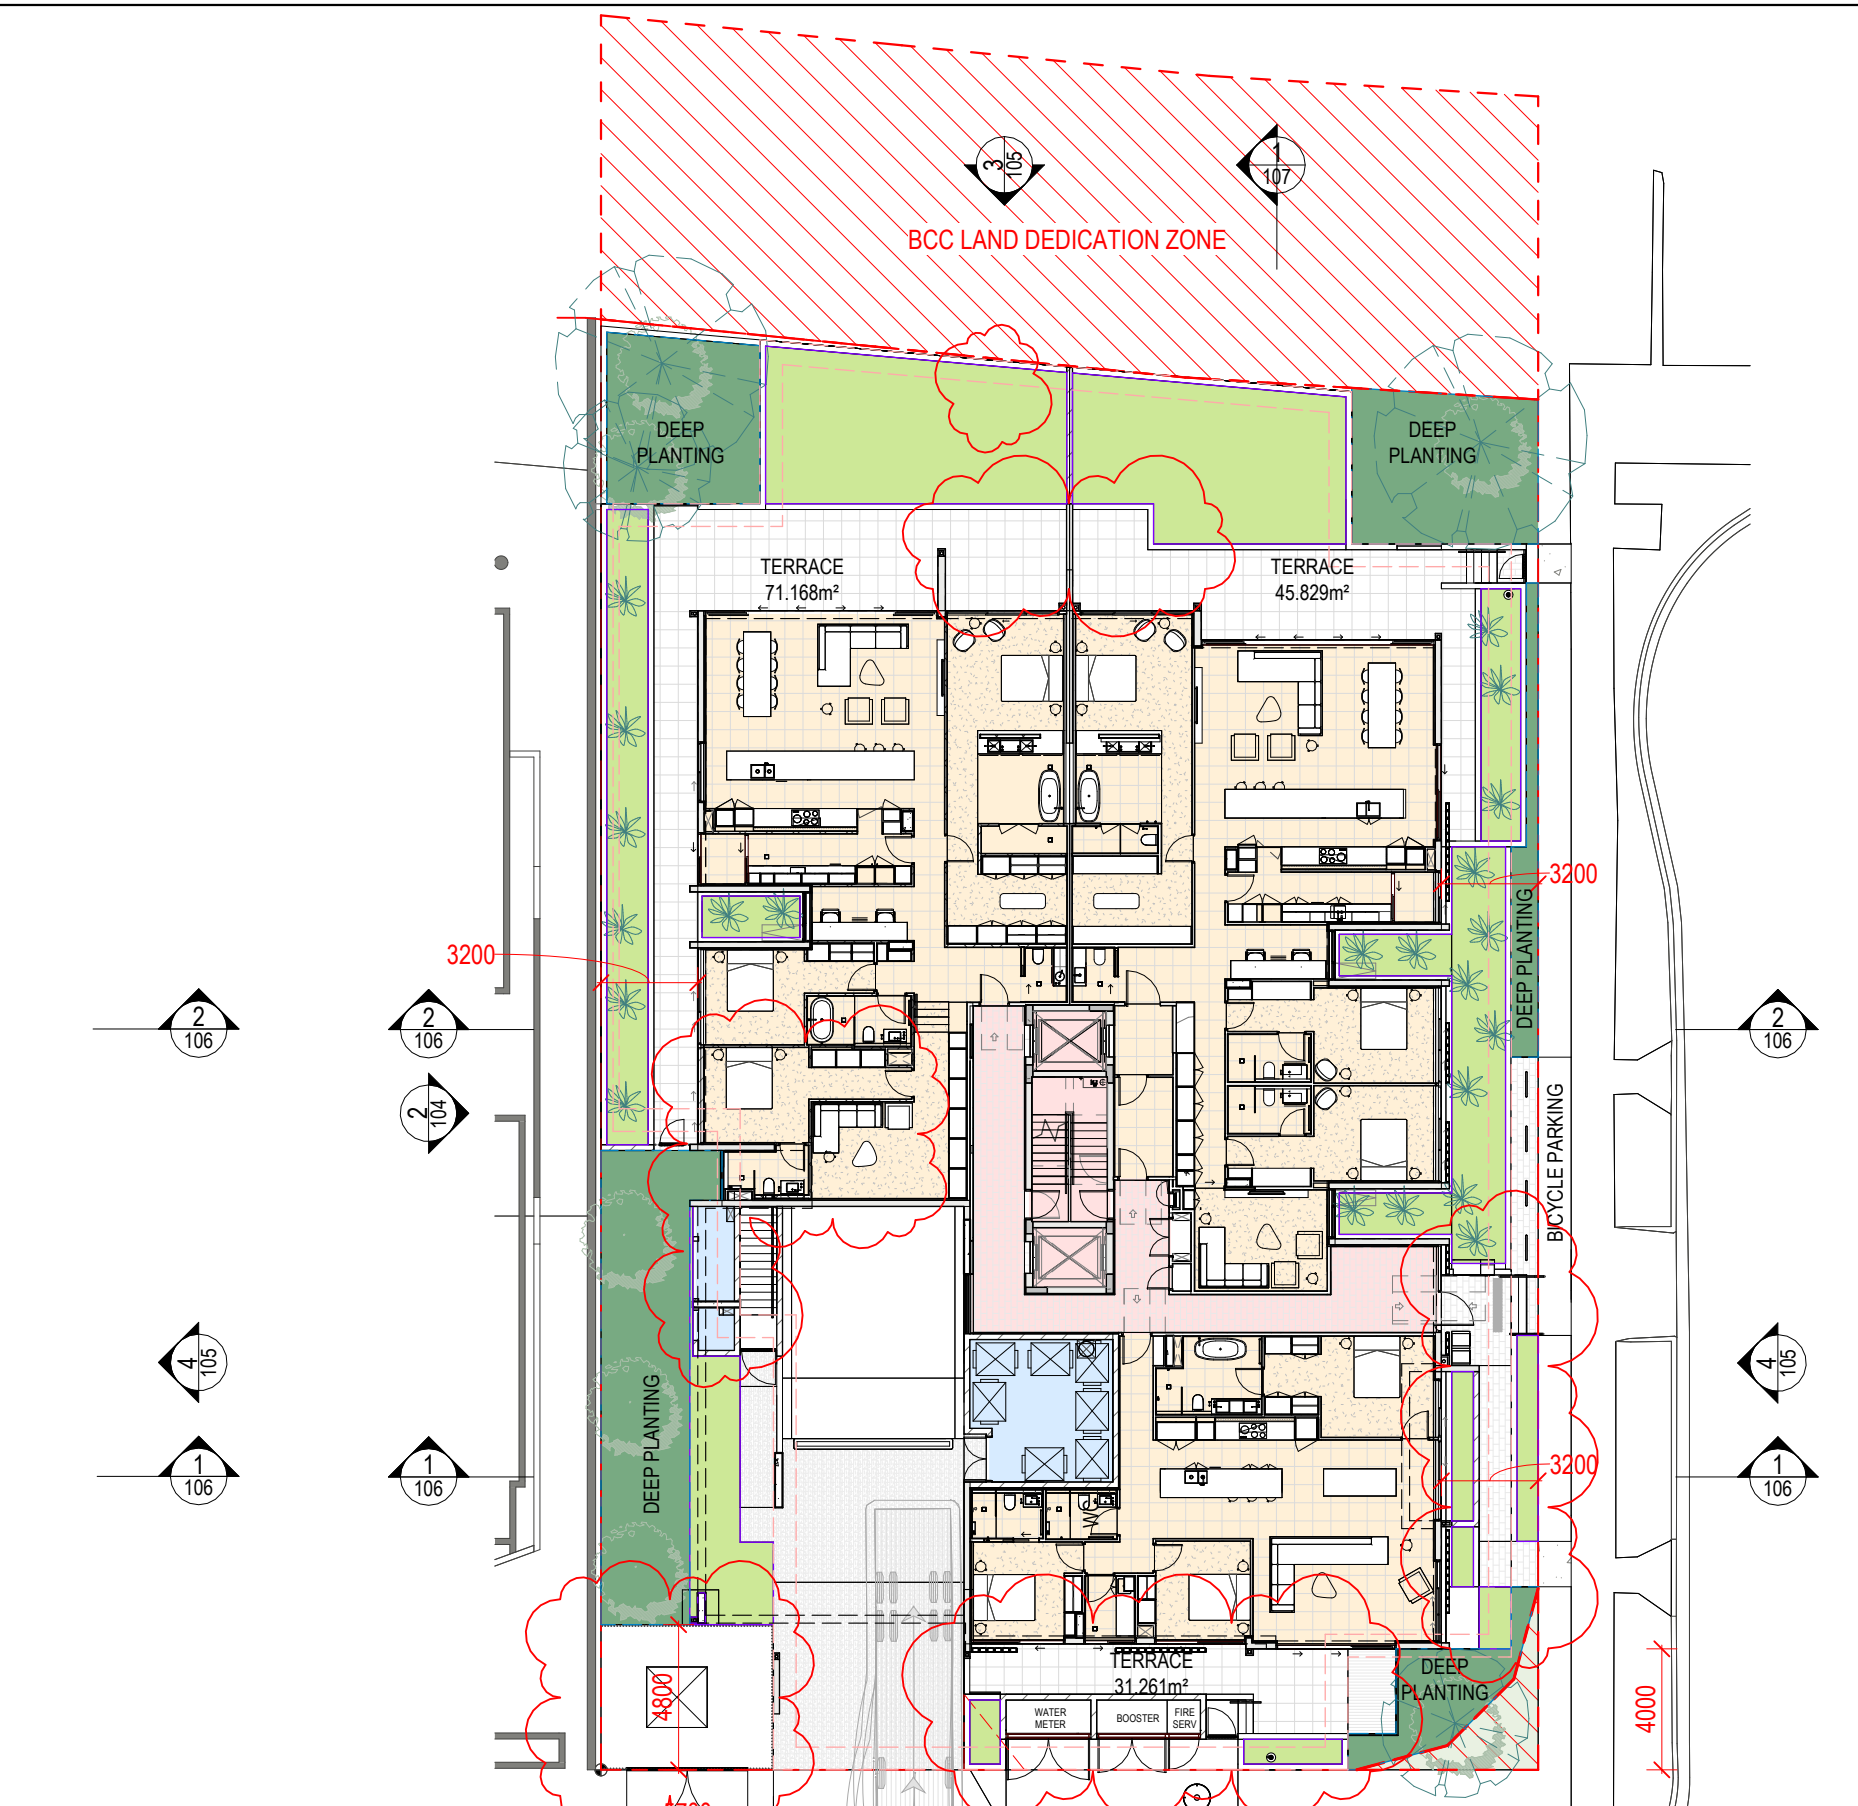 3
105
1
107
BCC LAND DEDICATION ZONE
DEEP
PLANTING
DEEP
PLANTING
TERRACE
71.168m²
TERRACE
45.829m²
3200
DEEP PLANTING
3200
2
106
2
106
2
106
2
104
BICYCLE PARKING
4
105
4
105
DEEP PLANTING
1
106
1
106
3200
1
106
TERRACE
31.261m²
DEEP
PLANTING
4800
4000
WATER
METER
BOOSTER
FIRE
SERV